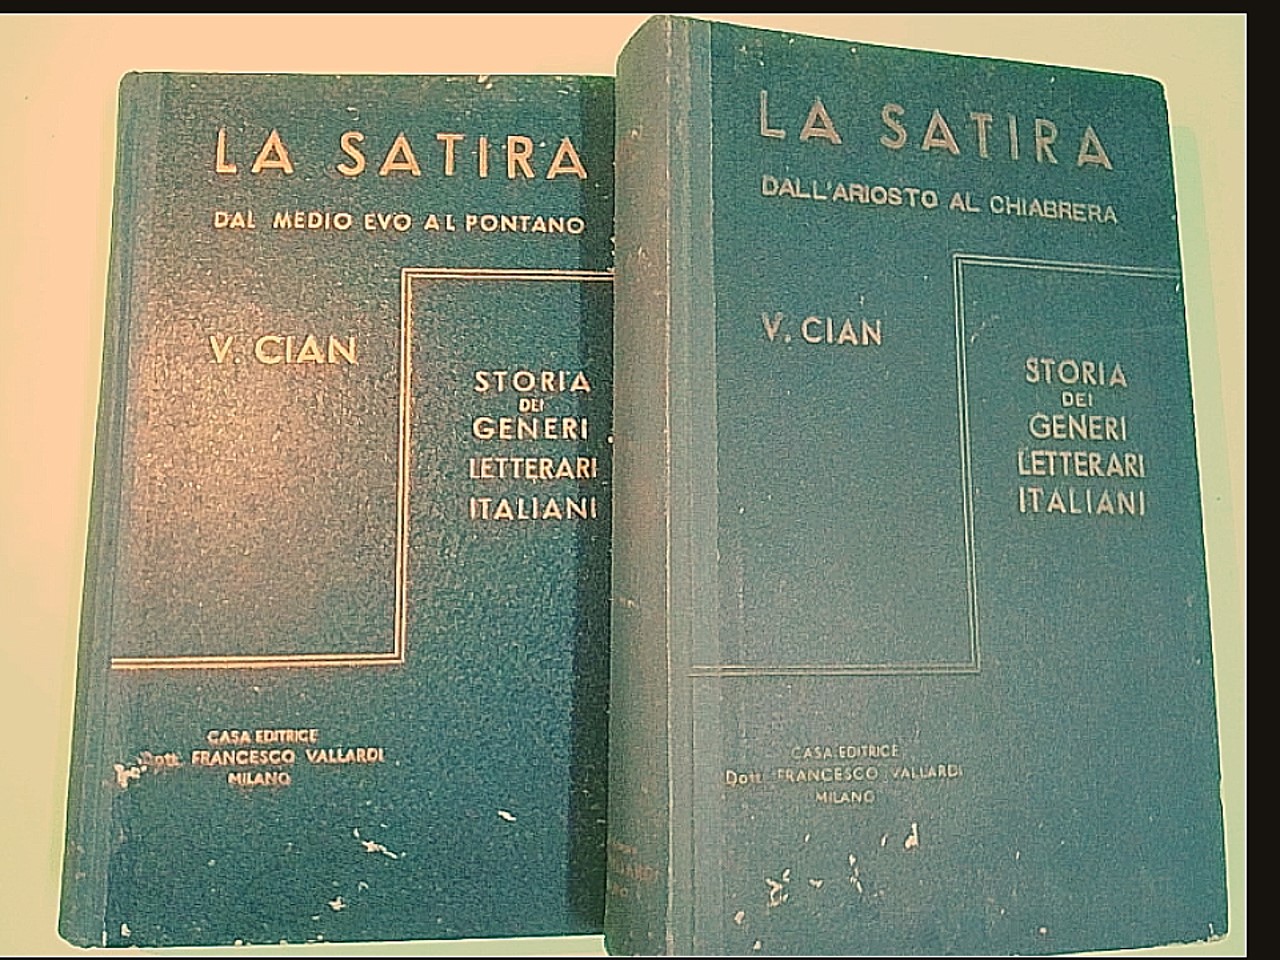 LA SATIRA
DAL MEDIO EVO AL PONTANO
V. CIAN
STORIA
DEI
GENERI
LETTERARI
ITALIANI
CASA EDITRICE
Dott. FRANCESCO VALLARDI
MILANO
LA SATIRA
DALL'ARIOSTO AL CHIABRERA
V. CIAN
STORIA
DEI
GENERI
LETTERARI
ITALIANI
CASA EDITRICE
Dott. FRANCESCO VALLARDI
MILANO